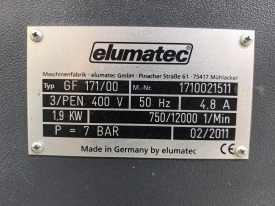 elumatec
Maschinenfabrik - elumatec GmbH - Pinacher Straße 61 - 75417 Mühlacker
Typ GF 171/00 M.-Nr. 1710021511
3/PEN 400 V 50 Hz 4.8 A
1.9 KW 750/12000 1/Min
P = 7 BAR 02/2011
Made in Germany by elumatec